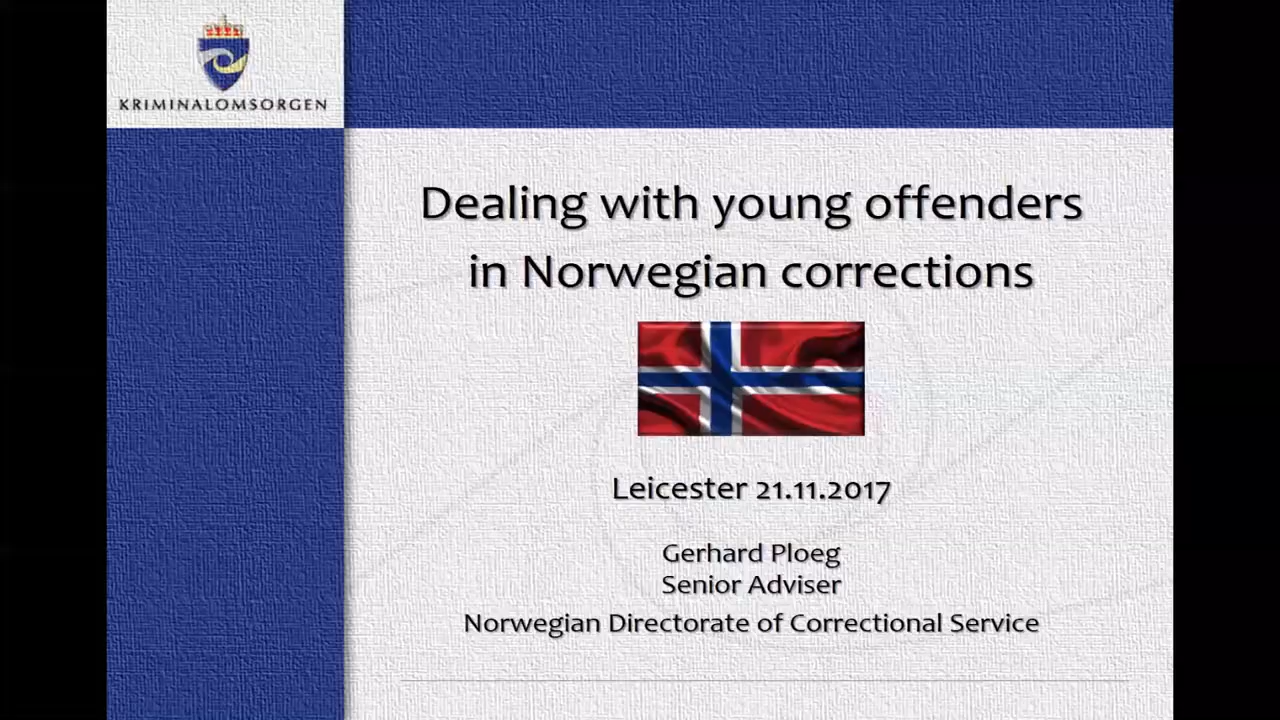 KRIMINALOMSORGEN
Dealing with young offenders
in Norwegian corrections
Leicester 21.11.2017
Gerhard Ploeg
Senior Adviser
Norwegian Directorate of Correctional Service